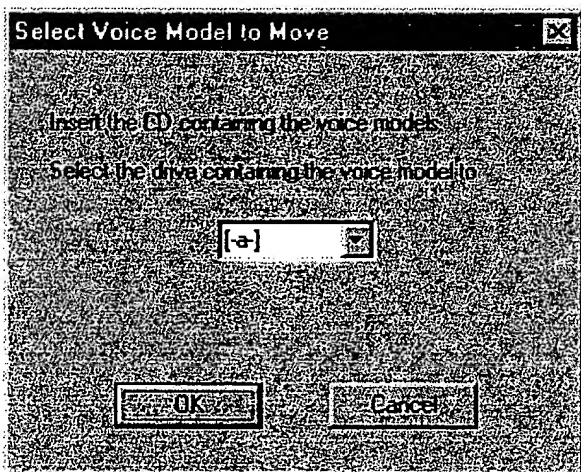 Select Voice Model to Move
Insert the CD containing the voice models
Select the drive containing the voice model to
[-a-]
OK
Cancel